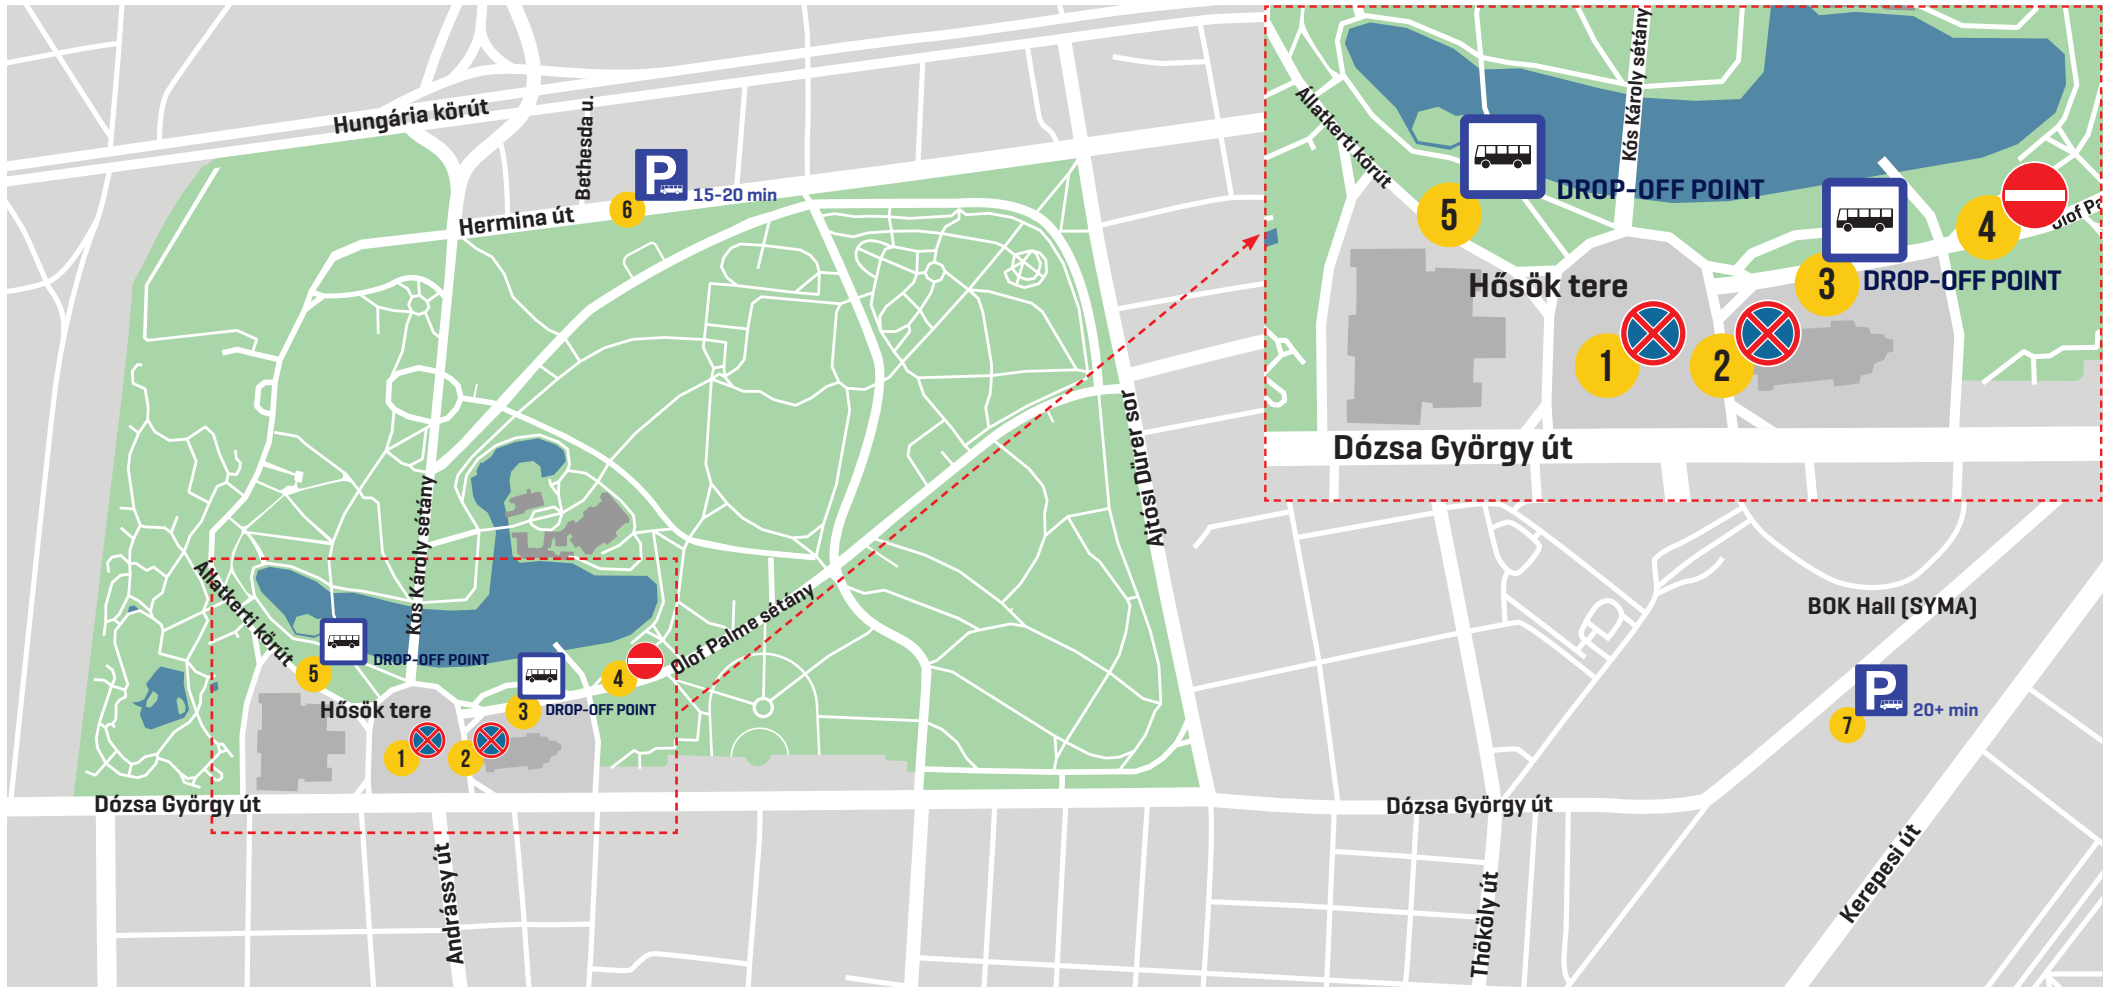 Hungária körút
Bethesda u.
P
15-20 min
6
Hermina út
Ajtósi Dürer sor
Kós Károly sétány
Állatkerti körút
5
DROP-OFF POINT
Hősök tere
1
2
3
DROP-OFF POINT
4
Olof Palme sétány
Dózsa György út
Andrássy út
Állatkerti körút
Kós Károly sétány
5
DROP-OFF POINT
4
Olof Pa
3
DROP-OFF POINT
Hősök tere
1
2
Dózsa György út
BOK Hall (SYMA)
P
20+ min
7
Dózsa György út
Thököly út
Kerepesi út